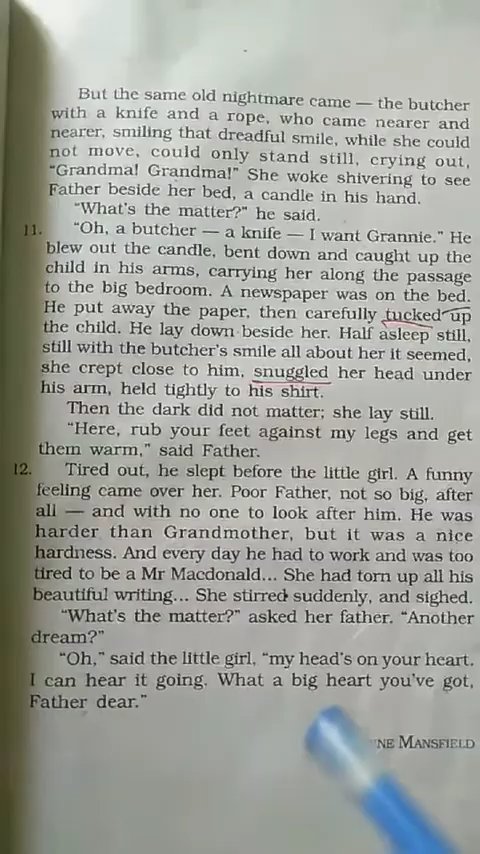 But the same old nightmare came — the butcher
with a knife and a rope, who came nearer and
nearer, smiling that dreadful smile, while she could
not move, could only stand still, crying out,
“Grandma! Grandma!” She woke shivering to see
Father beside her bed, a candle in his hand.
“What’s the matter?” he said.
11. “Oh, a butcher — a knife — I want Grannie.” He
blew out the candle, bent down and caught up the
child in his arms, carrying her along the passage
to the big bedroom. A newspaper was on the bed.
He put away the paper, then carefully tucked up
the child. He lay down beside her. Half asleep still,
still with the butcher’s smile all about her it seemed,
she crept close to him, snuggled her head under
his arm, held tightly to his shirt.
Then the dark did not matter; she lay still.
“Here, rub your feet against my legs and get
them warm,” said Father.
12. Tired out, he slept before the little girl. A funny
feeling came over her. Poor Father, not so big, after
all — and with no one to look after him. He was
harder than Grandmother, but it was a nice
hardness. And every day he had to work and was too
tired to be a Mr Macdonald... She had torn up all his
beautiful writing... She stirred suddenly, and sighed.
“What’s the matter?” asked her father. “Another
dream?”
“Oh,” said the little girl, “my head’s on your heart.
I can hear it going. What a big heart you’ve got,
Father dear.”
NE MANSFIELD